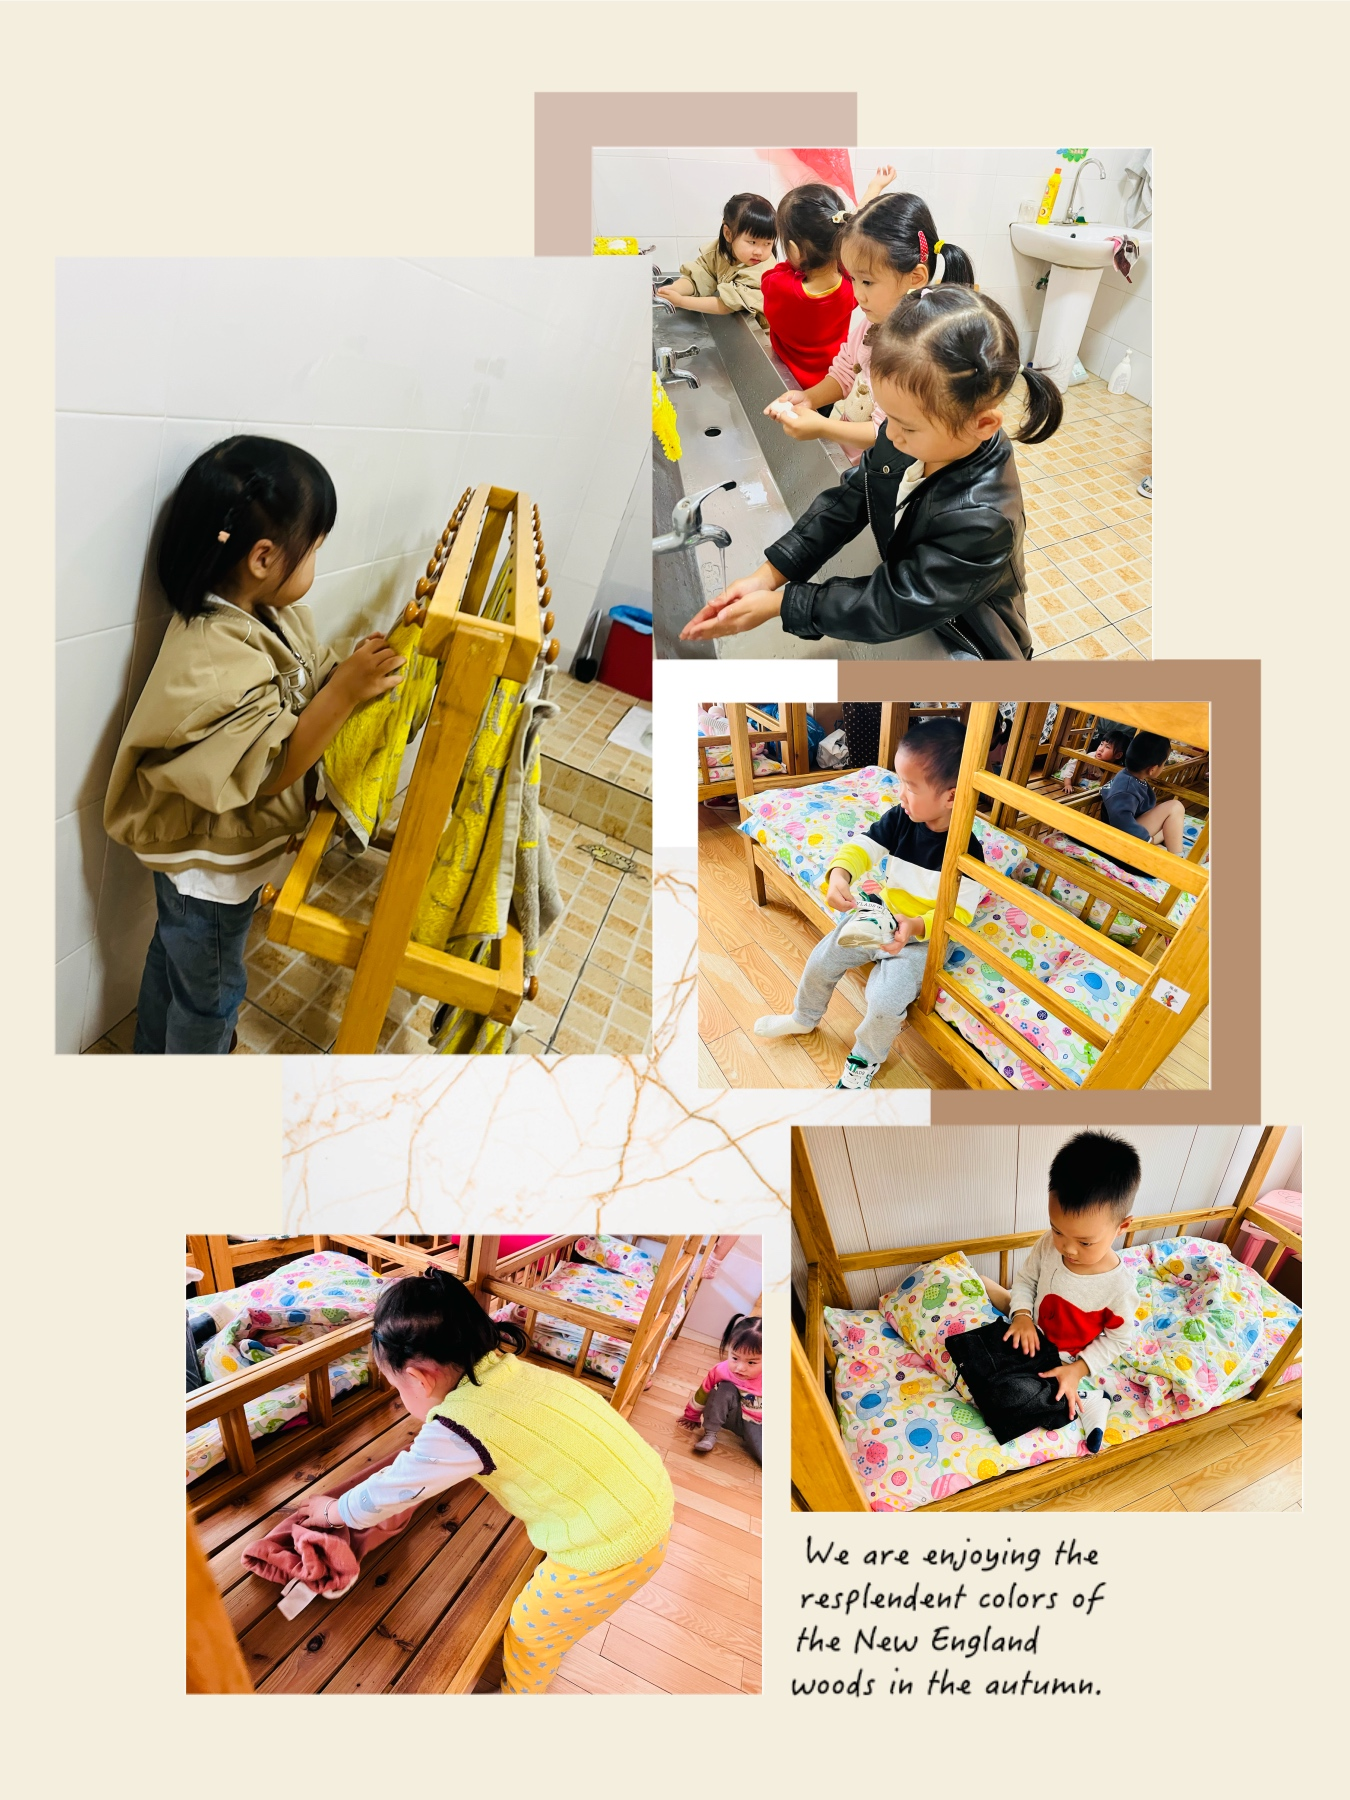 We are enjoying the
resplendent colors of
the New England
woods in the autumn.